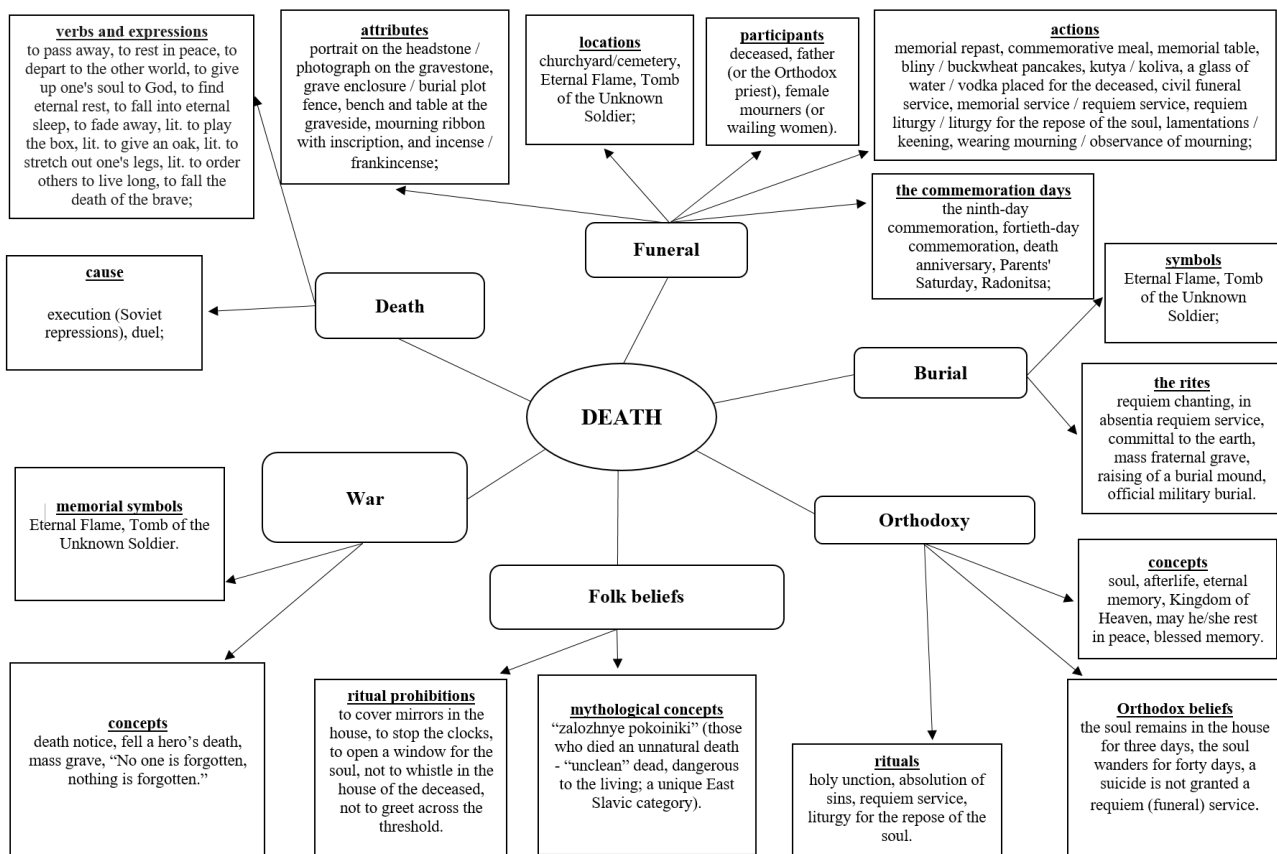 verbs and expressions
to pass away, to rest in peace, to
depart to the other world, to give
up one's soul to God, to find
eternal rest, to fall into eternal
sleep, to fade away, lit. to play
the box, lit. to give an oak, lit. to
stretch out one's legs, lit. to order
others to live long, to fall the
death of the brave;
attributes
portrait on the headstone /
photograph on the gravestone,
grave enclosure / burial plot
fence, bench and table at the
graveside, mourning ribbon
with inscription, and incense /
frankincense;
locations
churchyard/cemetery,
Eternal Flame, Tomb
of the Unknown
Soldier;
participants
deceased, father
(or the Orthodox
priest), female
mourners (or
wailing women).
actions
memorial repast, commemorative meal, memorial table,
bliny / buckwheat pancakes, kutya / koliva, a glass of
water / vodka placed for the deceased, civil funeral
service, memorial service / requiem service, requiem
liturgy / liturgy for the repose of the soul, lamentations /
keening, wearing mourning / observance of mourning;
the commemoration days
the ninth-day
commemoration, fortieth-day
commemoration, death
anniversary, Parents'
Saturday, Radonitsa;
Funeral
symbols
Eternal Flame, Tomb
of the Unknown
Soldier;
cause
execution (Soviet
repressions), duel;
Death
Burial
DEATH
the rites
requiem chanting, in
absentia requiem service,
committal to the earth,
mass fraternal grave,
raising of a burial mound,
official military burial.
War
memorial symbols
Eternal Flame, Tomb of the
Unknown Soldier.
Orthodoxy
Folk beliefs
concepts
soul, afterlife, eternal
memory, Kingdom of
Heaven, may he/she rest
in peace, blessed memory.
concepts
death notice, fell a hero’s death,
mass grave, “No one is forgotten,
nothing is forgotten.”
ritual prohibitions
to cover mirrors in the
house, to stop the clocks,
to open a window for the
soul, not to whistle in the
house of the deceased,
not to greet across the
threshold.
mythological concepts
“zalozhnye pokoiniki” (those
who died an unnatural death
- “unclean” dead, dangerous
to the living; a unique East
Slavic category).
rituals
holy unction, absolution of
sins, requiem service,
liturgy for the repose of the
soul.
Orthodox beliefs
the soul remains in the house
for three days, the soul
wanders for forty days, a
suicide is not granted a
requiem (funeral) service.